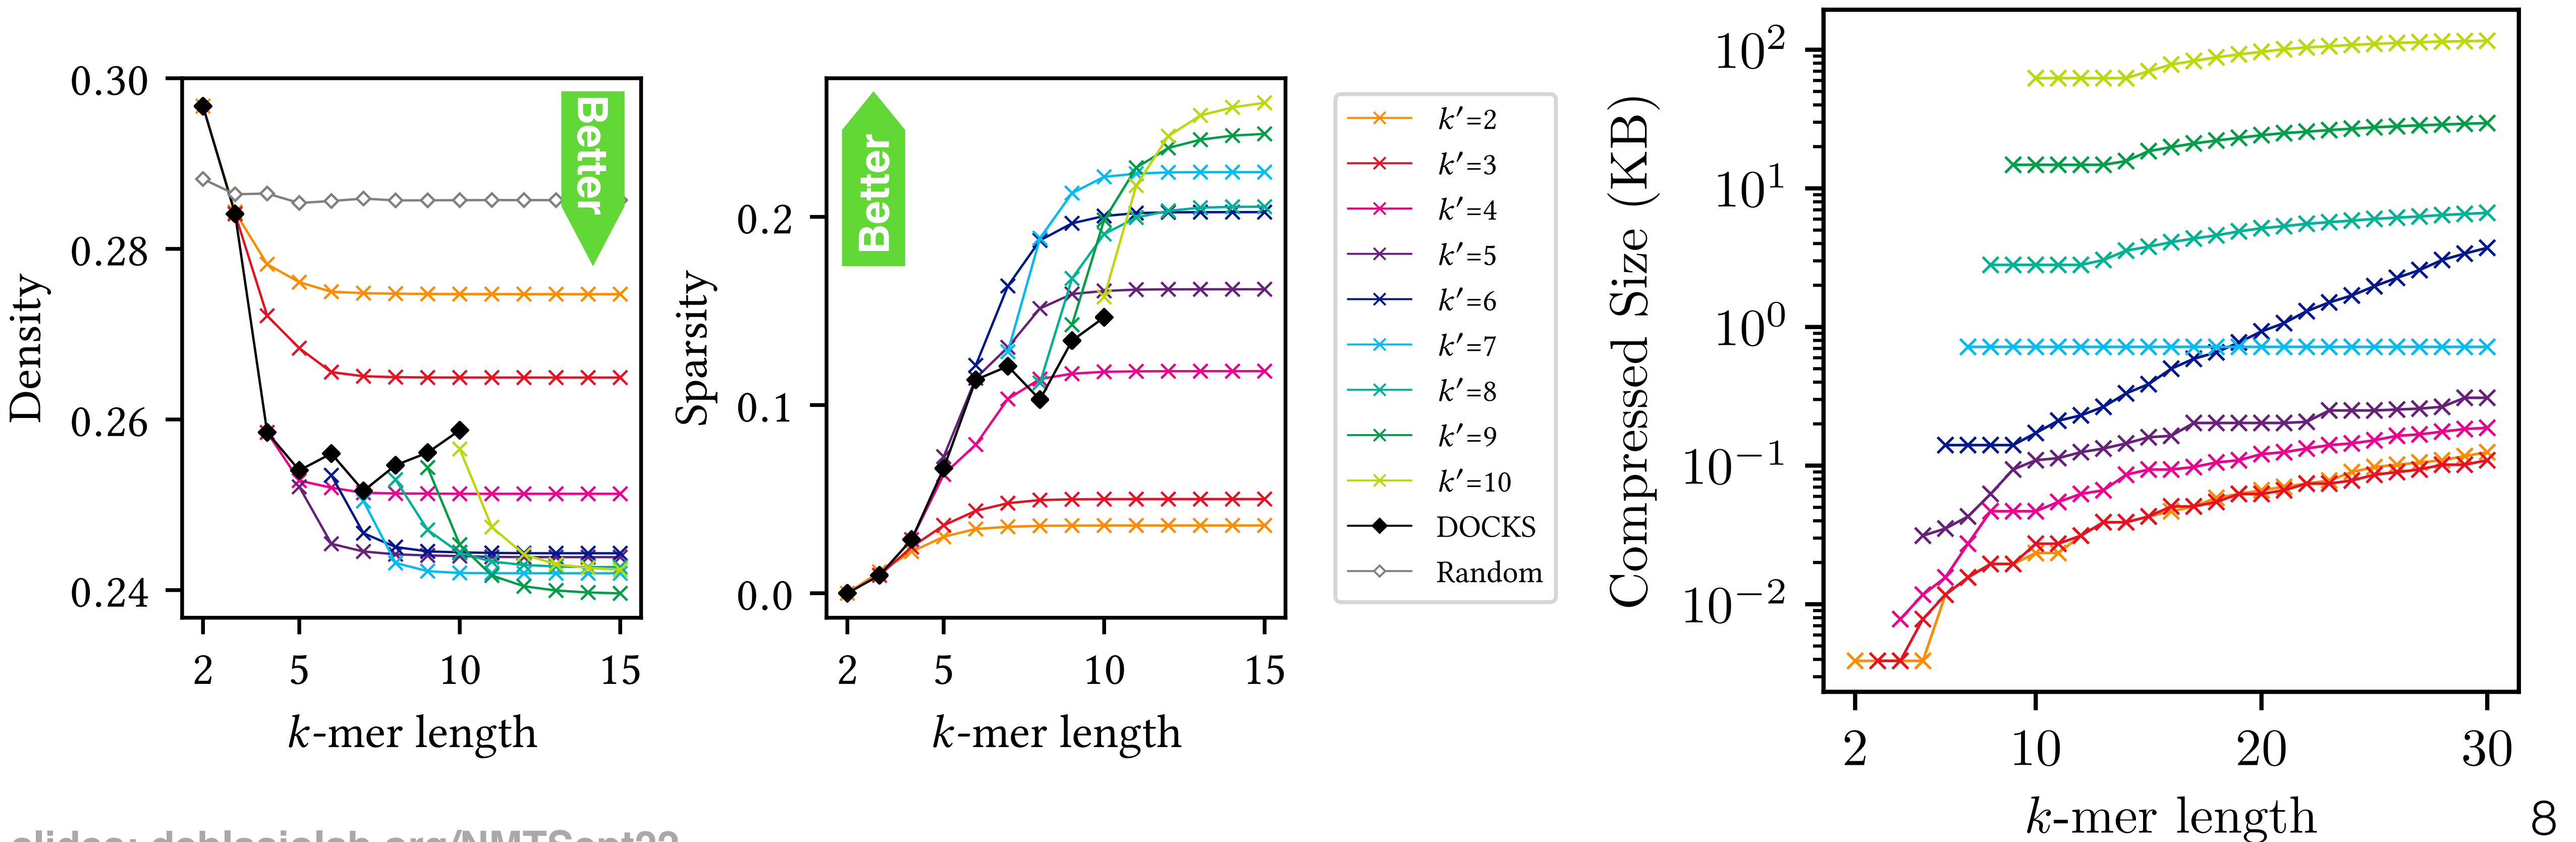 0.30
0.28
0.26
0.24
Density
Better
2 5 10 15
k-mer length
0.2
0.1
0.0
Sparsity
Better
2 5 10 15
k-mer length
k′=2
k′=3
k′=4
k′=5
k′=6
k′=7
k′=8
k′=9
k′=10
DOCKS
Random
10²
10¹
10⁰
10⁻¹
10⁻²
Compressed Size (KB)
2 10 20 30
k-mer length
8